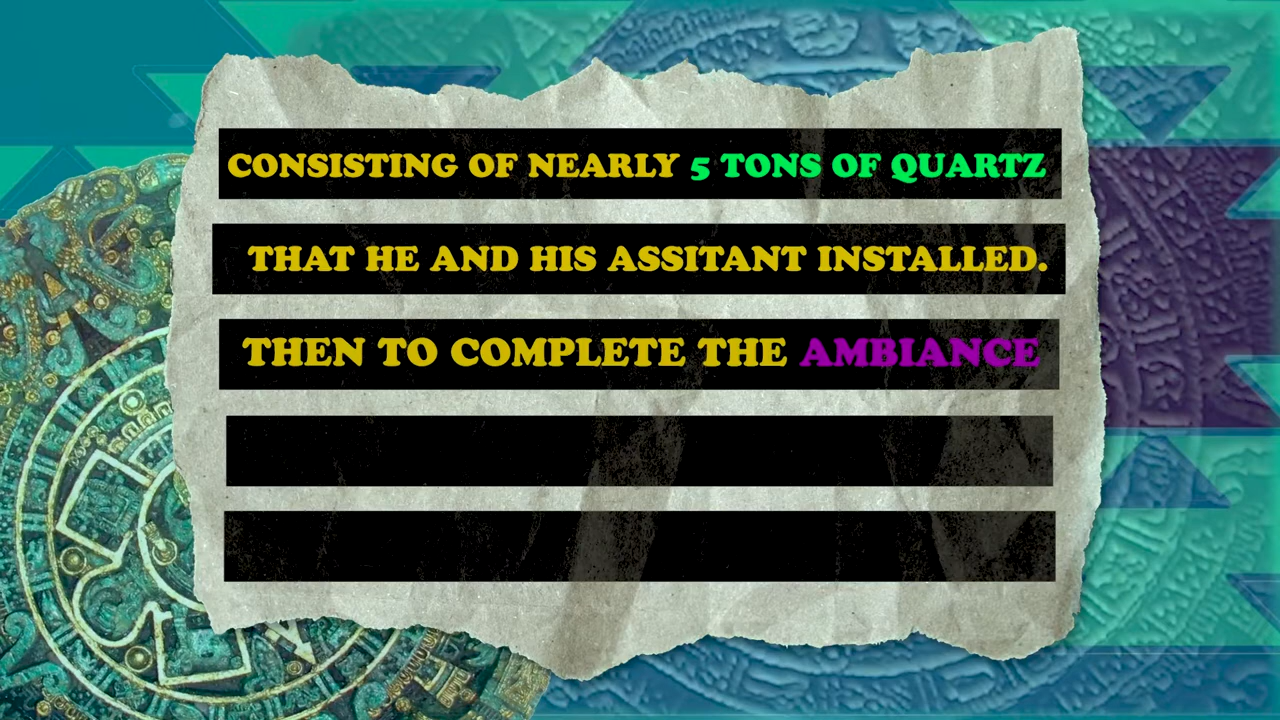 CONSISTING OF NEARLY 5 TONS OF QUARTZ
THAT HE AND HIS ASSITANT INSTALLED.
THEN TO COMPLETE THE AMBIANCE